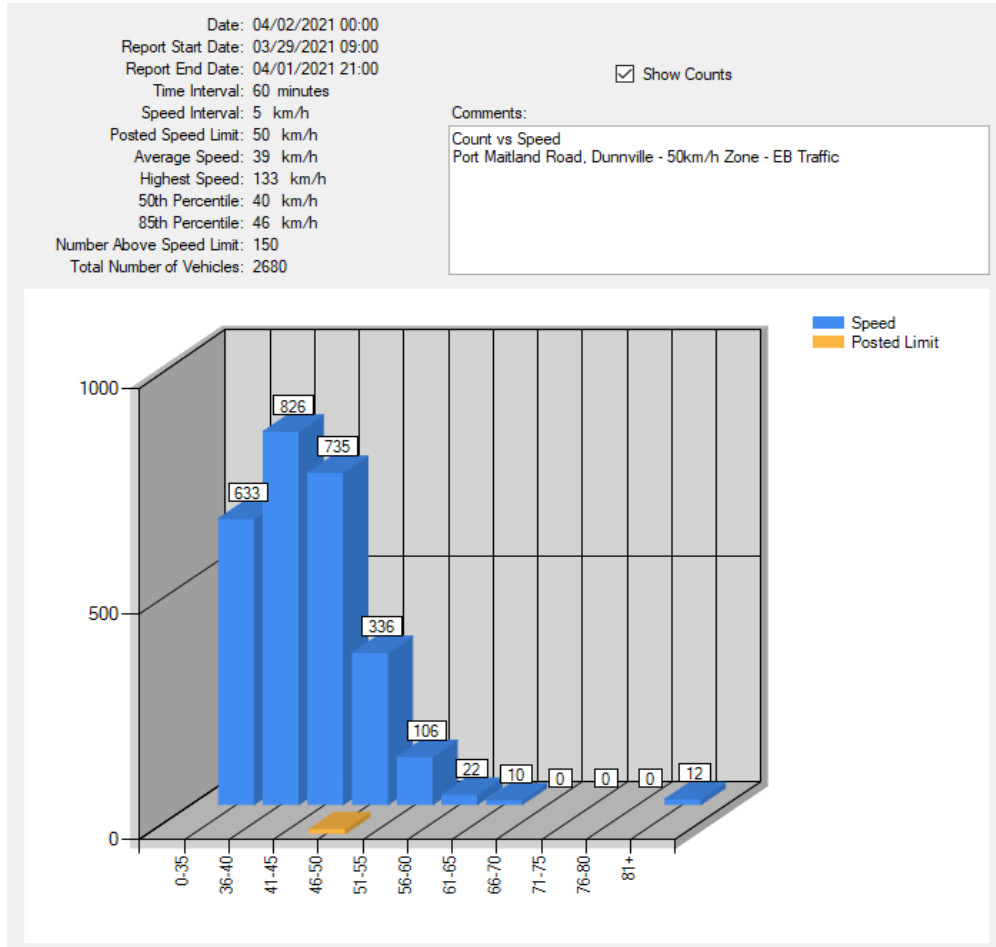 Date: 04/02/2021 00:00
Report Start Date: 03/29/2021 09:00
Report End Date: 04/01/2021 21:00
Time Interval: 60 minutes
Speed Interval: 5 km/h
Posted Speed Limit: 50 km/h
Average Speed: 39 km/h
Highest Speed: 133 km/h
50th Percentile: 40 km/h
85th Percentile: 46 km/h
Number Above Speed Limit: 150
Total Number of Vehicles: 2680
Show Counts
Comments:
Count vs Speed
Port Maitland Road, Dunnville - 50km/h Zone - EB Traffic
Speed
Posted Limit
1000
500
0
633
826
735
336
106
22
10
0
0
0
12
0-35
36-40
41-45
46-50
51-55
56-60
61-65
66-70
71-75
76-80
81+